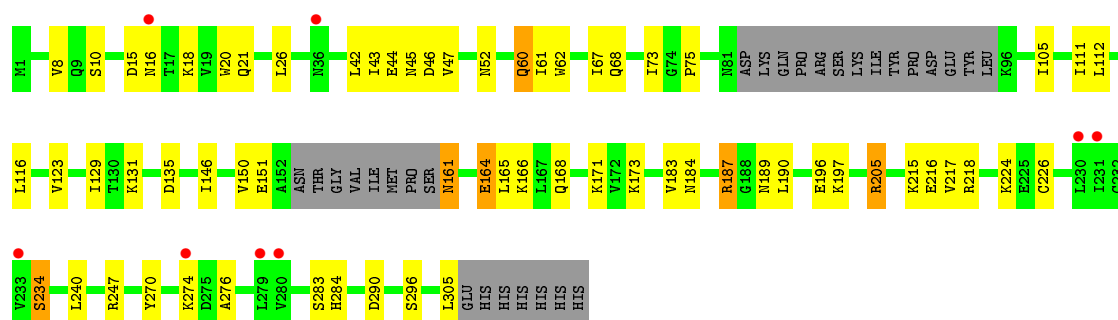 M1 V8 Q9 S10 D15 N16 T17 K18 V19 W20 Q21 L26 N36 L42 I43 E44 N45 D46 V47 N52 Q60 I61 W62 I67 Q68 I73 G74 P75 N81 ASP LYS GLN PRO ARG SER LYS ILE TYR PRO ASP GLU TYR LEU K96 I105 I111 L112
L116 V123 I129 T130 K131 D135 I146 V150 E151 A152 ASN THR GLY VAL ILE MET PRO SER N161 E164 L165 K166 L167 Q168 K171 V172 K173 V183 N184 R187 G188 N189 L190 E196 K197 R205 K215 E216 V217 R218 K224 E225 C226 L230 I231 C232
V233 S234 L240 R247 Y270 K274 D275 A276 L279 V280 S283 H284 D290 S296 L305 GLU HIS HIS HIS HIS HIS HIS